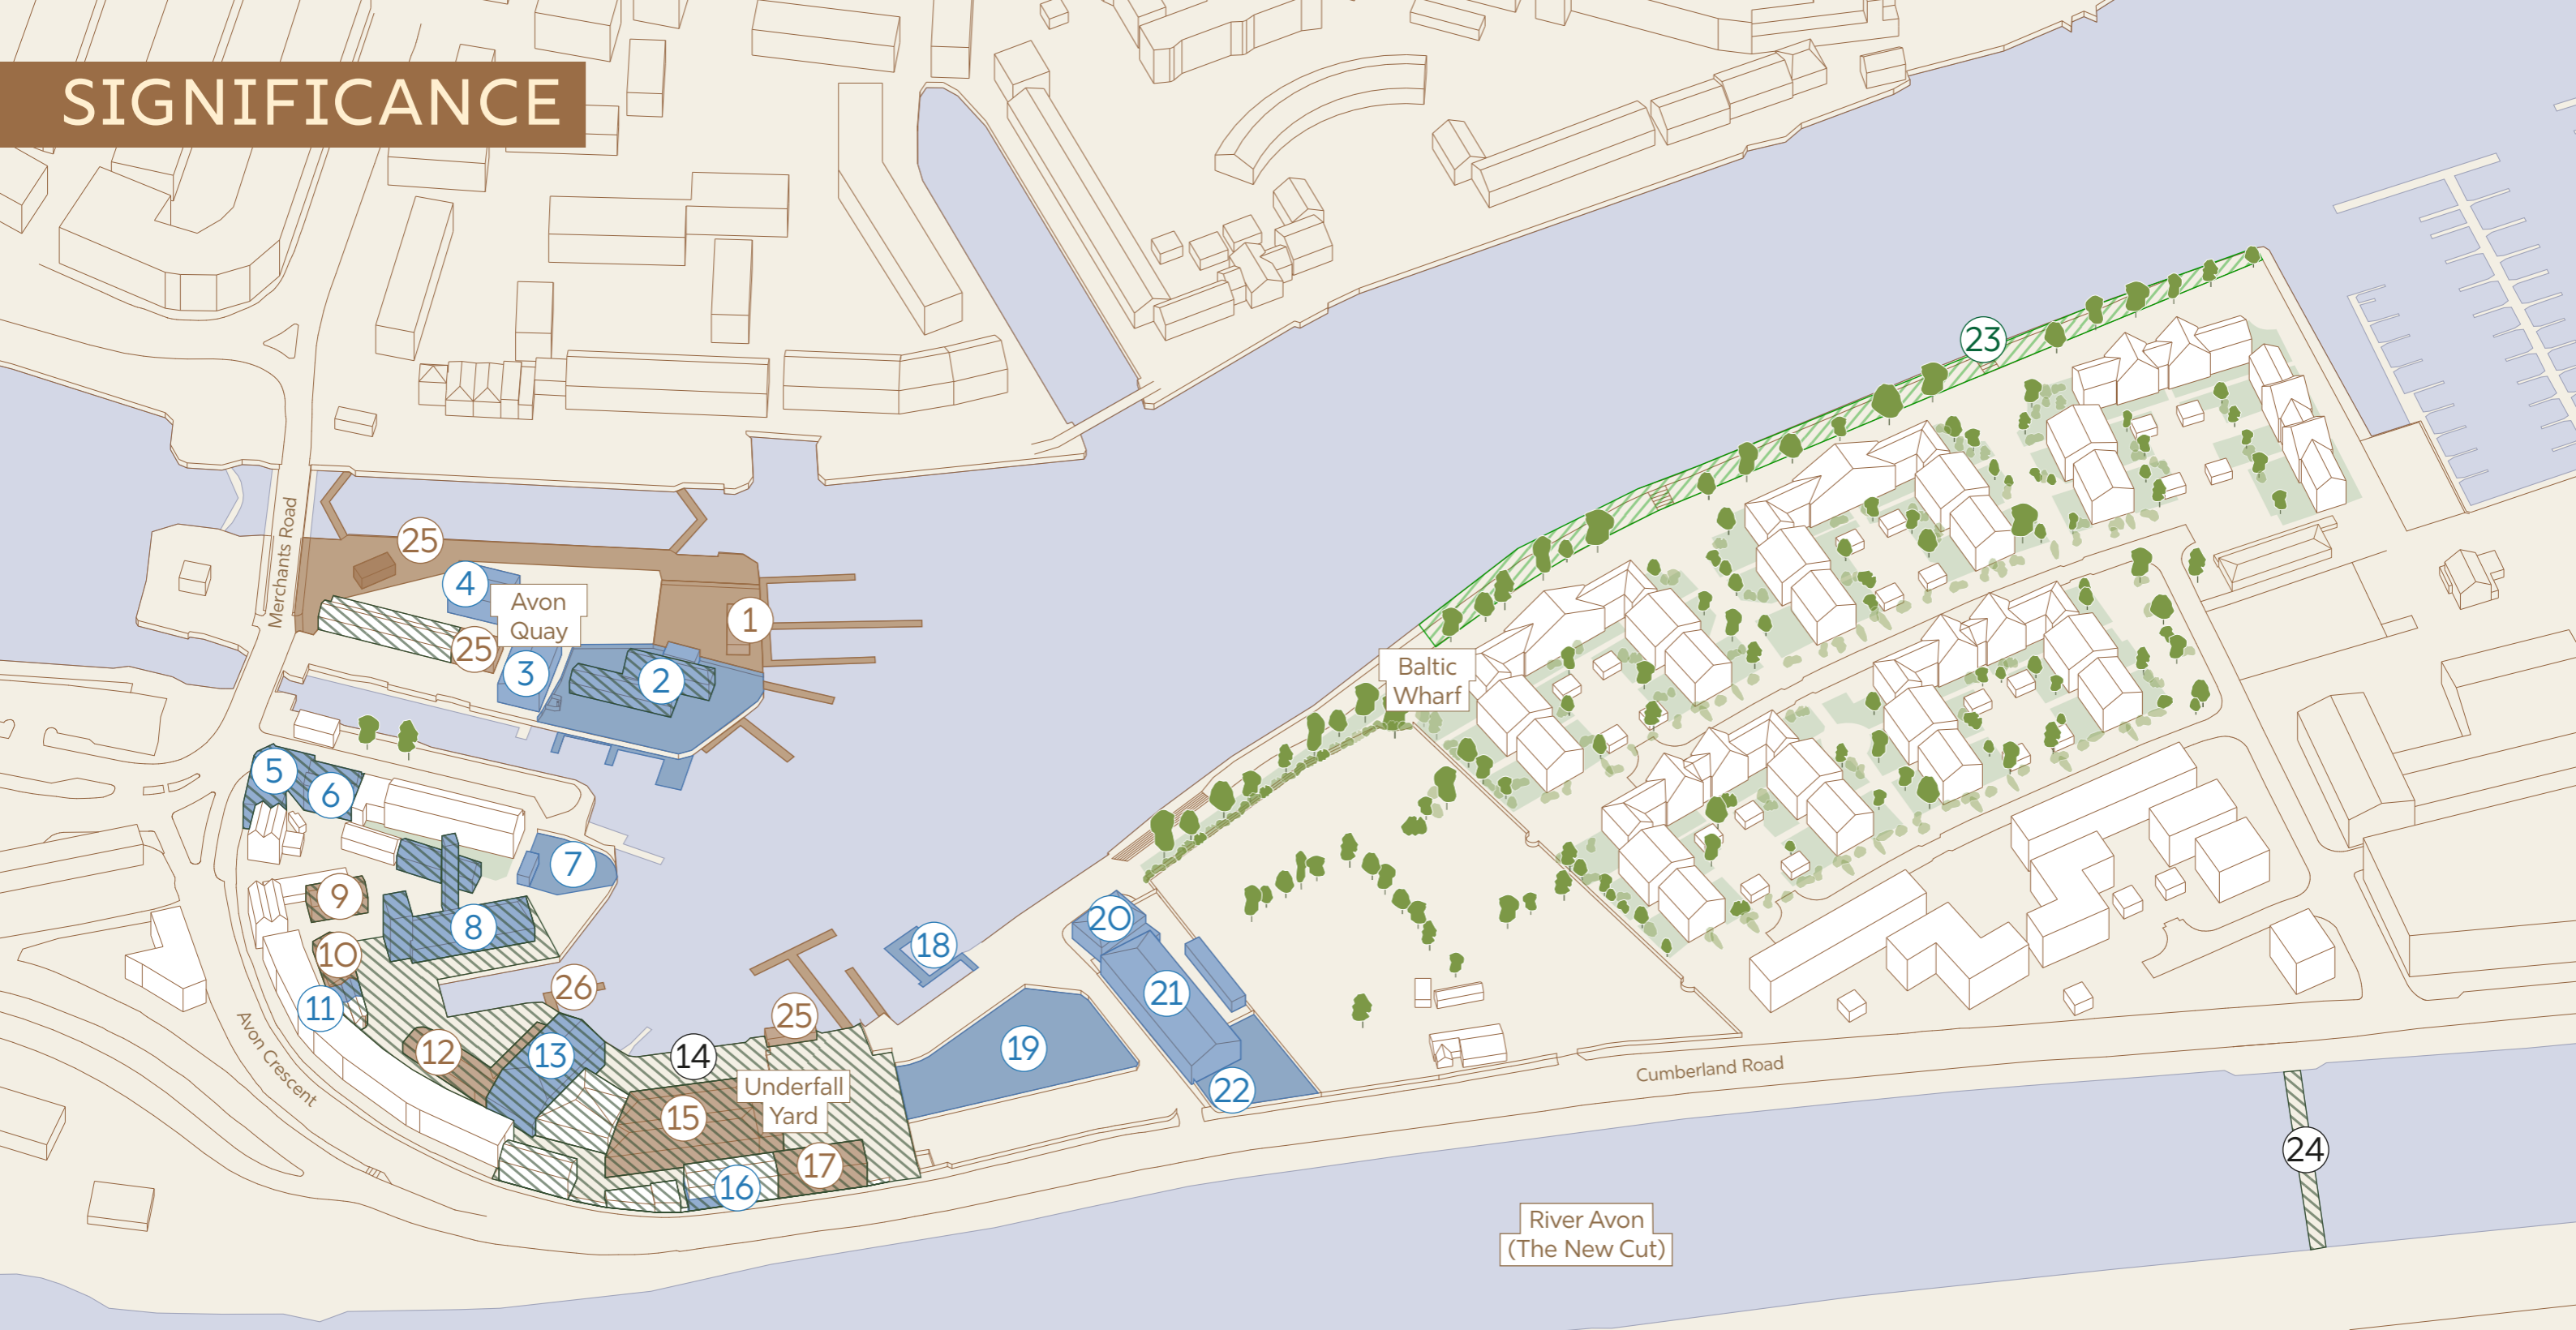 SIGNIFICANCE
23
Merchants Road
25
4
Avon
Quay
1
25
3
2
Baltic
Wharf
5
6
7
9
8
20
18
10
26
21
11
25
12
13
14
19
Underfall
Yard
Avon Crescent
15
Cumberland Road
22
17
16
24
River Avon
(The New Cut)